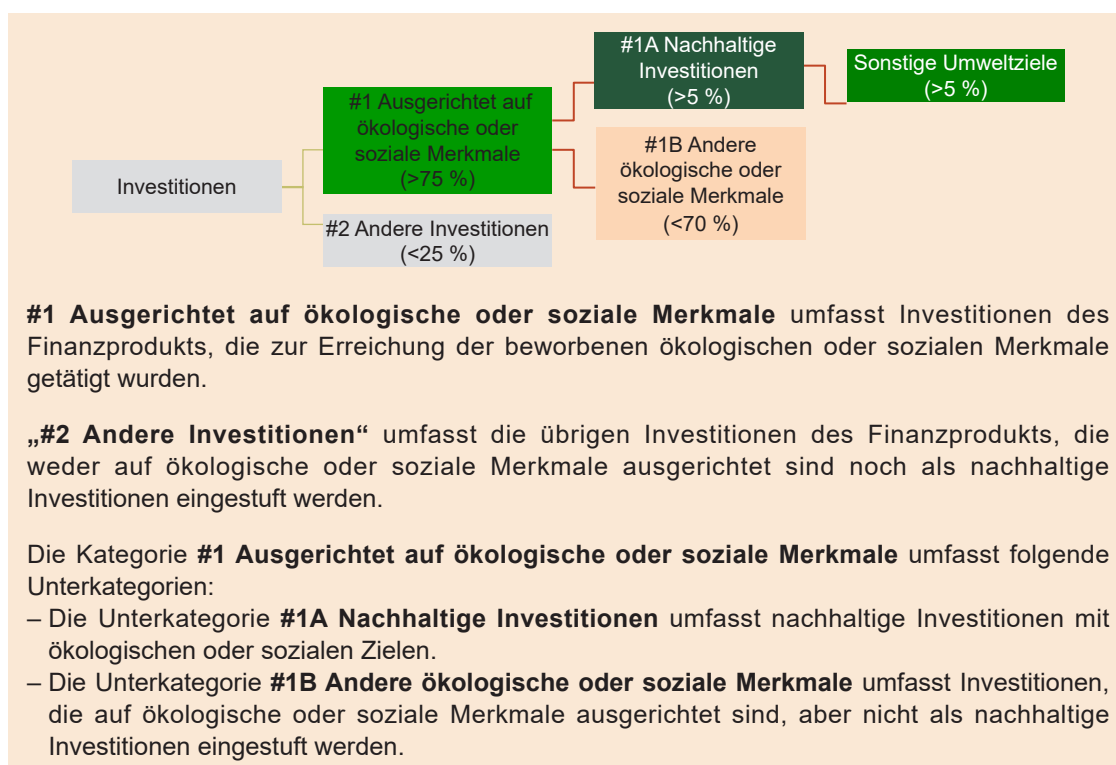 #1A Nachhaltige
Investitionen
(>5 %)
Sonstige Umweltziele
(>5 %)
#1 Ausgerichtet auf
ökologische oder
soziale Merkmale
(>75 %)
#1B Andere
ökologische oder
soziale Merkmale
(<70 %)
Investitionen
#2 Andere Investitionen
(<25 %)
#1 Ausgerichtet auf ökologische oder soziale Merkmale umfasst Investitionen des
Finanzprodukts, die zur Erreichung der beworbenen ökologischen oder sozialen Merkmale
getätigt wurden.
„#2 Andere Investitionen“ umfasst die übrigen Investitionen des Finanzprodukts, die
weder auf ökologische oder soziale Merkmale ausgerichtet sind noch als nachhaltige
Investitionen eingestuft werden.
Die Kategorie #1 Ausgerichtet auf ökologische oder soziale Merkmale umfasst folgende
Unterkategorien:
– Die Unterkategorie #1A Nachhaltige Investitionen umfasst nachhaltige Investitionen mit
ökologischen oder sozialen Zielen.
– Die Unterkategorie #1B Andere ökologische oder soziale Merkmale umfasst Investitionen,
die auf ökologische oder soziale Merkmale ausgerichtet sind, aber nicht als nachhaltige
Investitionen eingestuft werden.